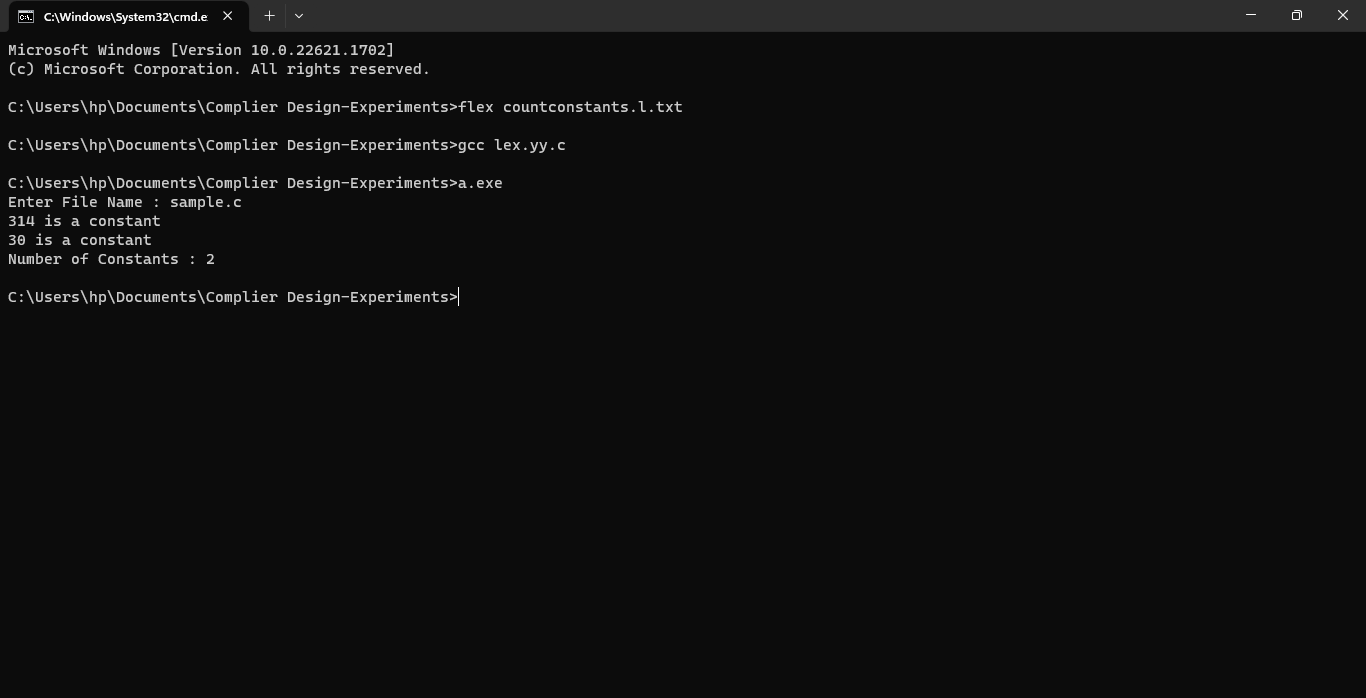 C:\Windows\System32\cmd.e
Microsoft Windows [Version 10.0.22621.1702]
(c) Microsoft Corporation. All rights reserved.
C:\Users\hp\Documents\Complier Design-Experiments>flex countconstants.l.txt
C:\Users\hp\Documents\Complier Design-Experiments>gcc lex.yy.c
C:\Users\hp\Documents\Complier Design-Experiments>a.exe
Enter File Name : sample.c
314 is a constant
30 is a constant
Number of Constants : 2
C:\Users\hp\Documents\Complier Design-Experiments>